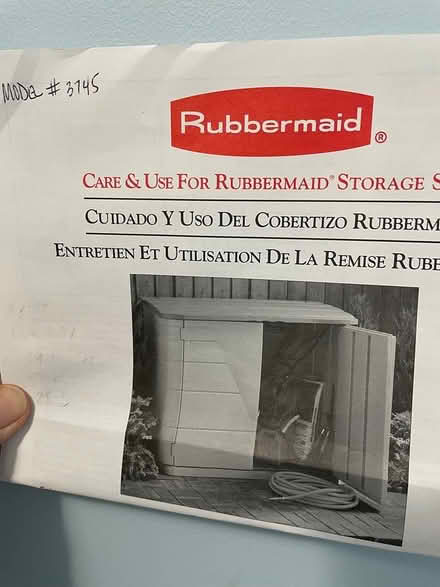 Model # 3745
Rubbermaid®
CARE & USE FOR RUBBERMAID® STORAGE S
CUIDADO Y USO DEL COBERTIZO RUBBERM
ENTRETIEN ET UTILISATION DE LA REMISE RUBB